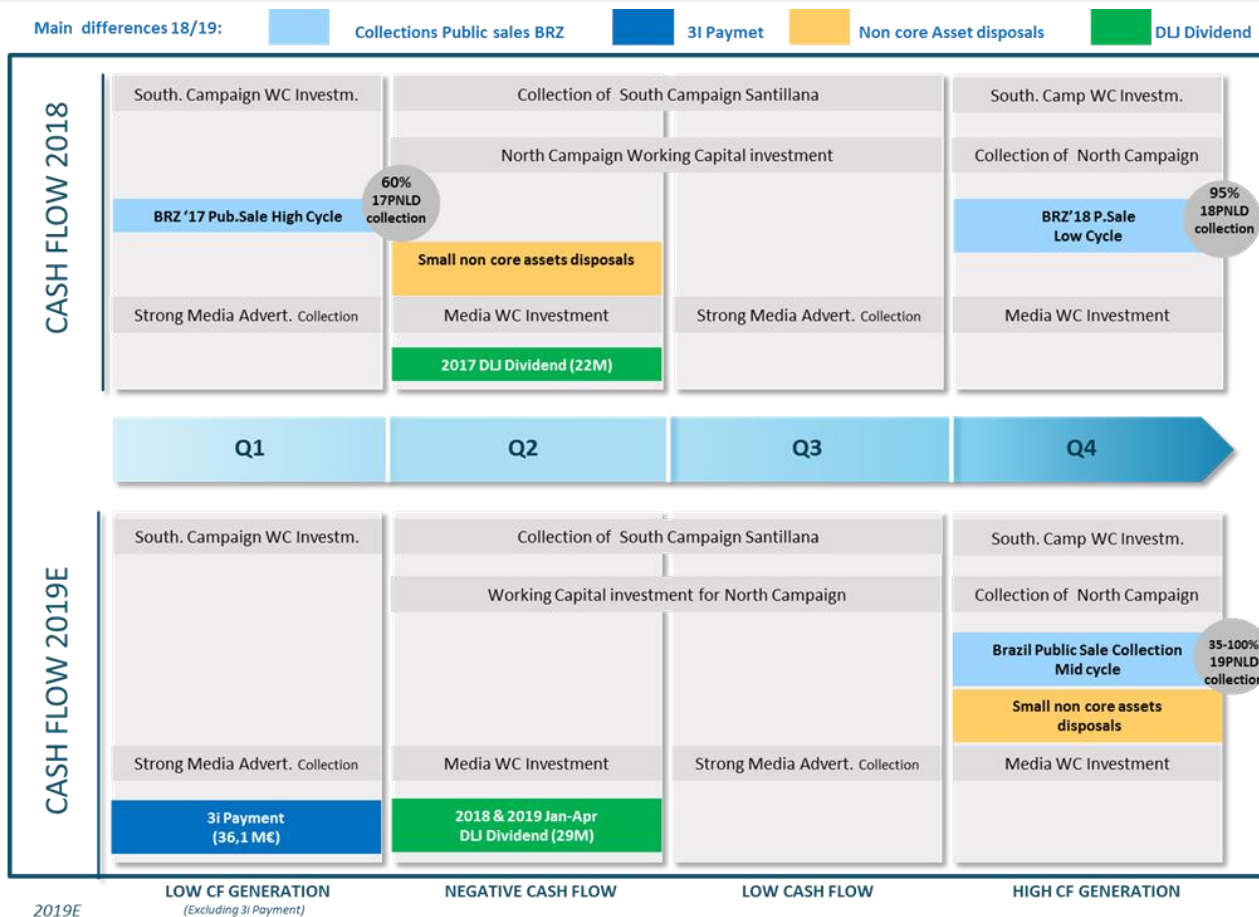 Main differences 18/19:
Collections Public sales BRZ
3I Paymet
Non core Asset disposals
DLJ Dividend
CASH FLOW 2018
South. Campaign WC Investm.
Collection of South Campaign Santillana
South. Camp WC Investm.
North Campaign Working Capital investment
Collection of North Campaign
60%
17PNLD
collection
BRZ '17 Pub.Sale High Cycle
95%
18PNLD
collection
BRZ'18 P.Sale
Low Cycle
Small non core assets disposals
Strong Media Advert. Collection
Media WC Investment
Strong Media Advert. Collection
Media WC Investment
2017 DLJ Dividend (22M)
Q1
Q2
Q3
Q4
CASH FLOW 2019E
South. Campaign WC Investm.
Collection of South Campaign Santillana
South. Camp WC Investm.
Working Capital investment for North Campaign
Collection of North Campaign
Brazil Public Sale Collection
Mid cycle
35-100%
19PNLD
collection
Small non core assets
disposals
Strong Media Advert. Collection
Media WC Investment
Strong Media Advert. Collection
Media WC Investment
3i Payment
(36,1 M€)
2018 & 2019 Jan-Apr
DLJ Dividend (29M)
2019E
LOW CF GENERATION
(Excluding 3i Payment)
NEGATIVE CASH FLOW
LOW CASH FLOW
HIGH CF GENERATION